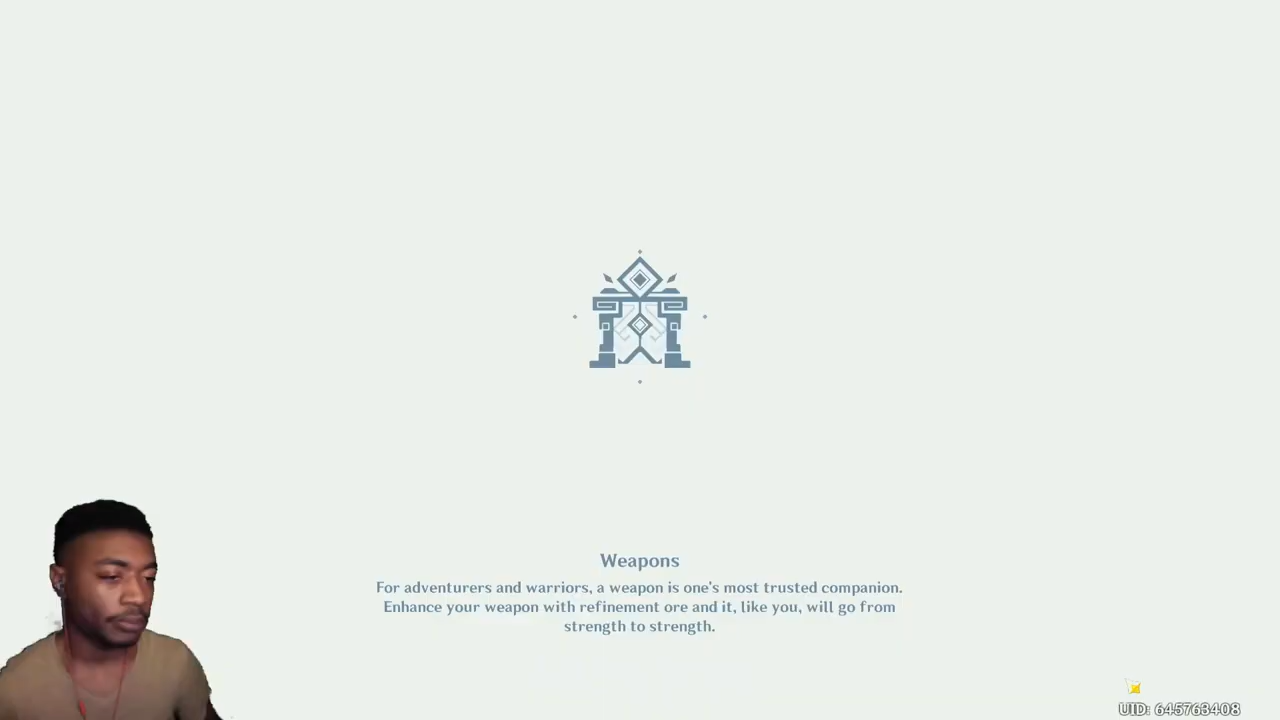 Weapons
For adventurers and warriors, a weapon is one's most trusted companion.
Enhance your weapon with refinement ore and it, like you, will go from
strength to strength.
UID: 645763408